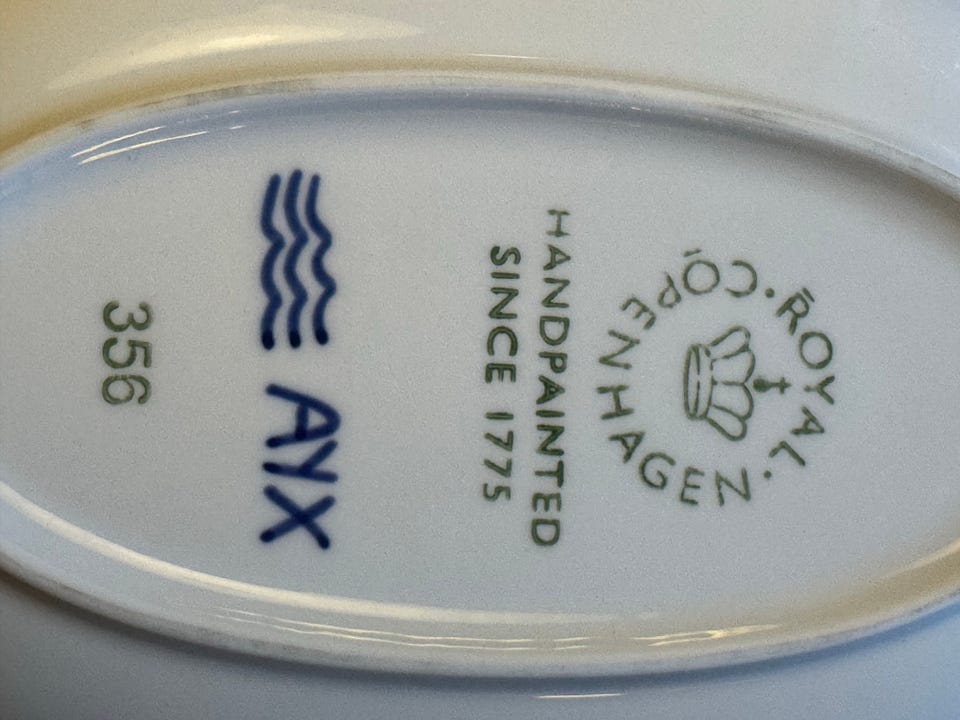 ·ROYAL·
COPENHAGEN
HANDPAINTED
SINCE 1775
AYX
356